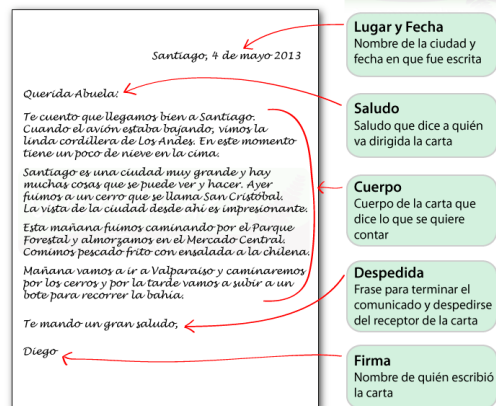 Santiago, 4 de mayo 2013
Querida Abuela:
Te cuento que llegamos bien a Santiago.
Cuando el avión estaba bajando, vimos la
linda cordillera de Los Andes. En este momento
tiene un poco de nieve en la cima.
Santiago es una ciudad muy grande y hay
muchas cosas que se puede ver y hacer. Ayer
fuimos a un cerro que se llama San Cristóbal.
La vista de la ciudad desde ahí es impresionante.
Esta mañana fuimos caminando por el Parque
Forestal y almorzamos en el Mercado Central.
Comimos pescado frito con ensalada a la chilena.
Mañana vamos a ir a Valparaíso y caminaremos
por los cerros y por la tarde vamos a subir a un
bote para recorrer la bahía.
Te mando un gran saludo,
Diego
Lugar y Fecha
Nombre de la ciudad y
fecha en que fue escrita
Saludo
Saludo que dice a quién
va dirigida la carta
Cuerpo
Cuerpo de la carta que
dice lo que se quiere
contar
Despedida
Frase para terminar el
comunicado y despedirse
del receptor de la carta
Firma
Nombre de quién escribió
la carta